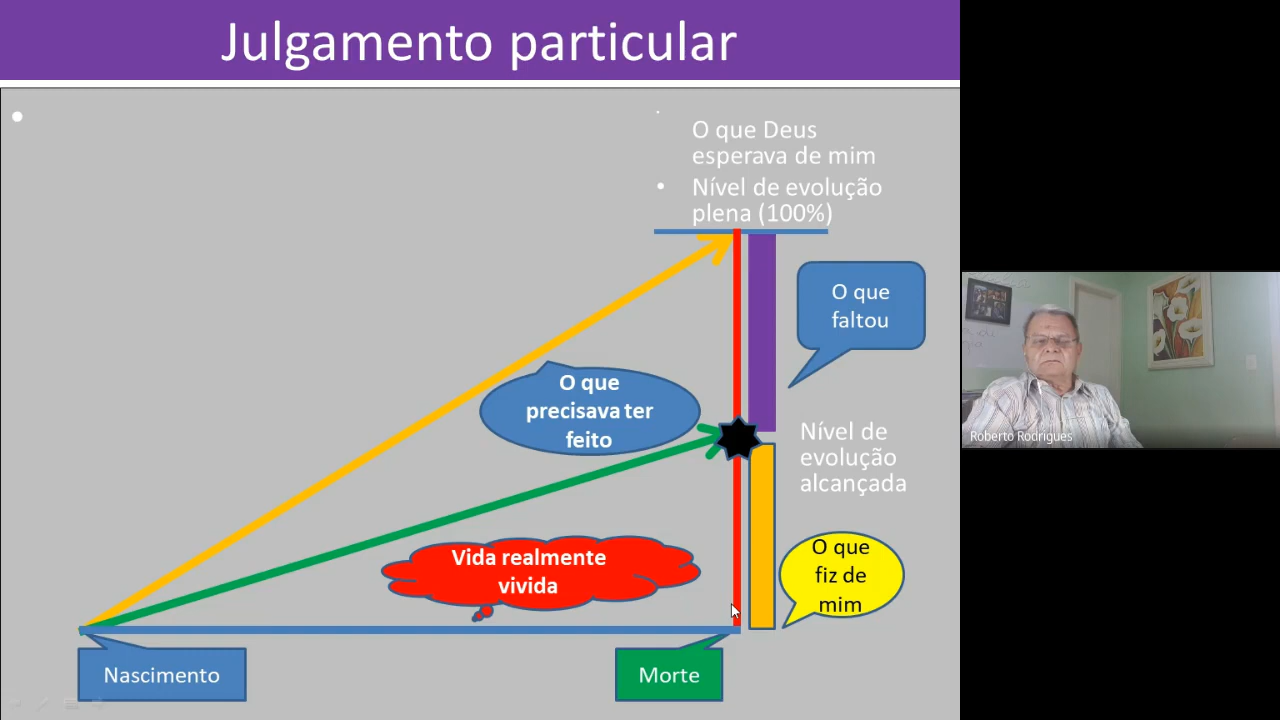 Julgamento particular
O que Deus
esperava de mim
Nível de evolução
plena (100%)
O que
faltou
O que
precisava ter
feito
Nível de
evolução
alcançada
Vida realmente
vivida
O que
fiz de
mim
Nascimento
Morte
Roberto Rodrigues